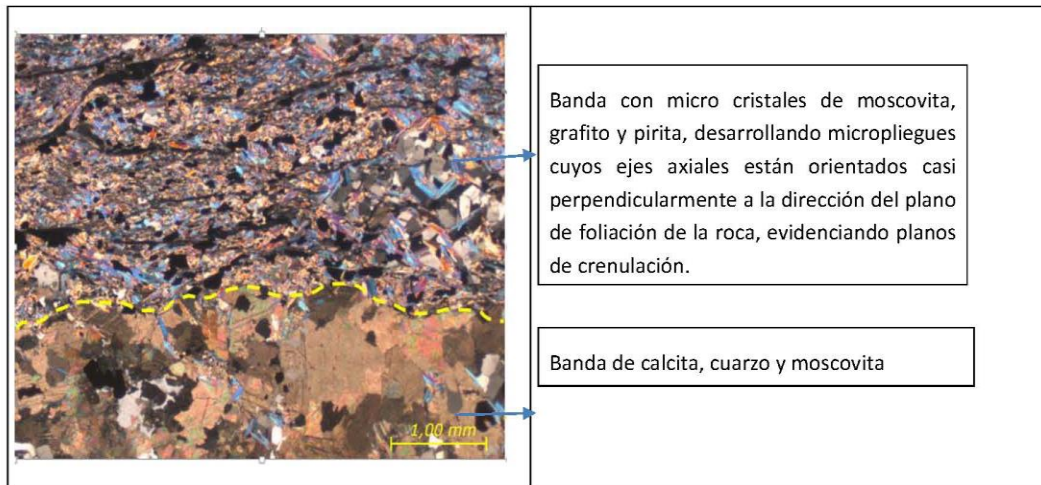 Banda con micro cristales de moscovita,
grafito y pirita, desarrollando micropliegues
cuyos ejes axiales están orientados casi
perpendicularmente a la dirección del plano
de foliación de la roca, evidenciando planos
de crenulación.
Banda de calcita, cuarzo y moscovita
1,00 mm